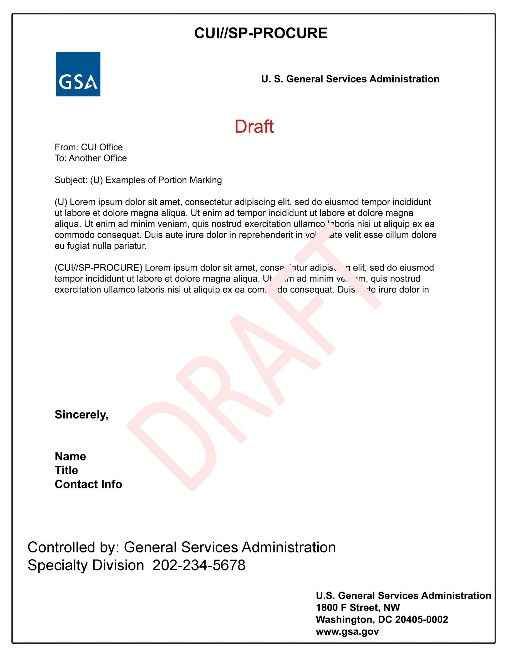 CUI//SP-PROCURE
GSA
U. S. General Services Administration
Draft
From: CUI Office
To: Another Office
Subject: (U) Examples of Portion Marking
(U) Lorem ipsum dolor sit amet, consectetur adipiscing elit, sed do eiusmod tempor incididunt
ut labore et dolore magna aliqua. Ut enim ad tempor incididunt ut labore et dolore magna
aliqua. Ut enim ad minim veniam, quis nostrud exercitation ullamco laboris nisi ut aliquip ex ea
commodo consequat. Duis aute irure dolor in reprehenderit in voluptate velit esse cillum dolore
eu fugiat nulla pariatur.
(CUI//SP-PROCURE) Lorem ipsum dolor sit amet, consectetur adipiscing elit, sed do eiusmod
tempor incididunt ut labore et dolore magna aliqua. Ut enim ad minim veniam, quis nostrud
exercitation ullamco laboris nisi ut aliquip ex ea commodo consequat. Duis aute irure dolor in
DRAFT
Sincerely,
Name
Title
Contact Info
Controlled by: General Services Administration
Specialty Division 202-234-5678
U.S. General Services Administration
1800 F Street, NW
Washington, DC 20405-0002
www.gsa.gov